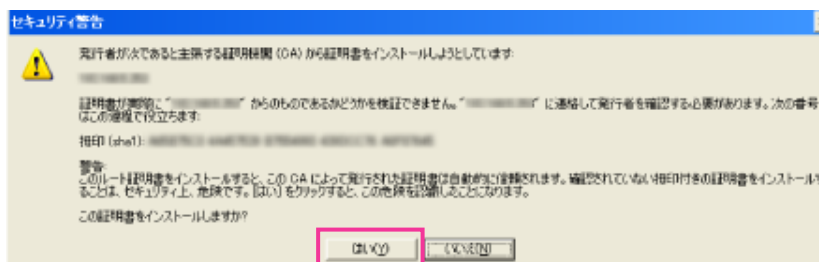 セキュリティ警告
発行者が次であると主張する証明機関 (CA) から証明書をインストールしようとしています:
証明書が実際に" "からのものであるかどうかを検証できません。" "に連絡して発行者を確認する必要があります。次の番号
はこの過程で役立ちます:
拇印 (sha1):
警告:
このルート証明書をインストールすると、この CA によって発行された証明書は自動的に信頼されます。確認されていない拇印付きの証明書をインストールす
ることは、セキュリティ上、危険です。[はい] をクリックすると、この危険を認識したことになります。
この証明書をインストールしますか?
はい(Y) いいえ(N)